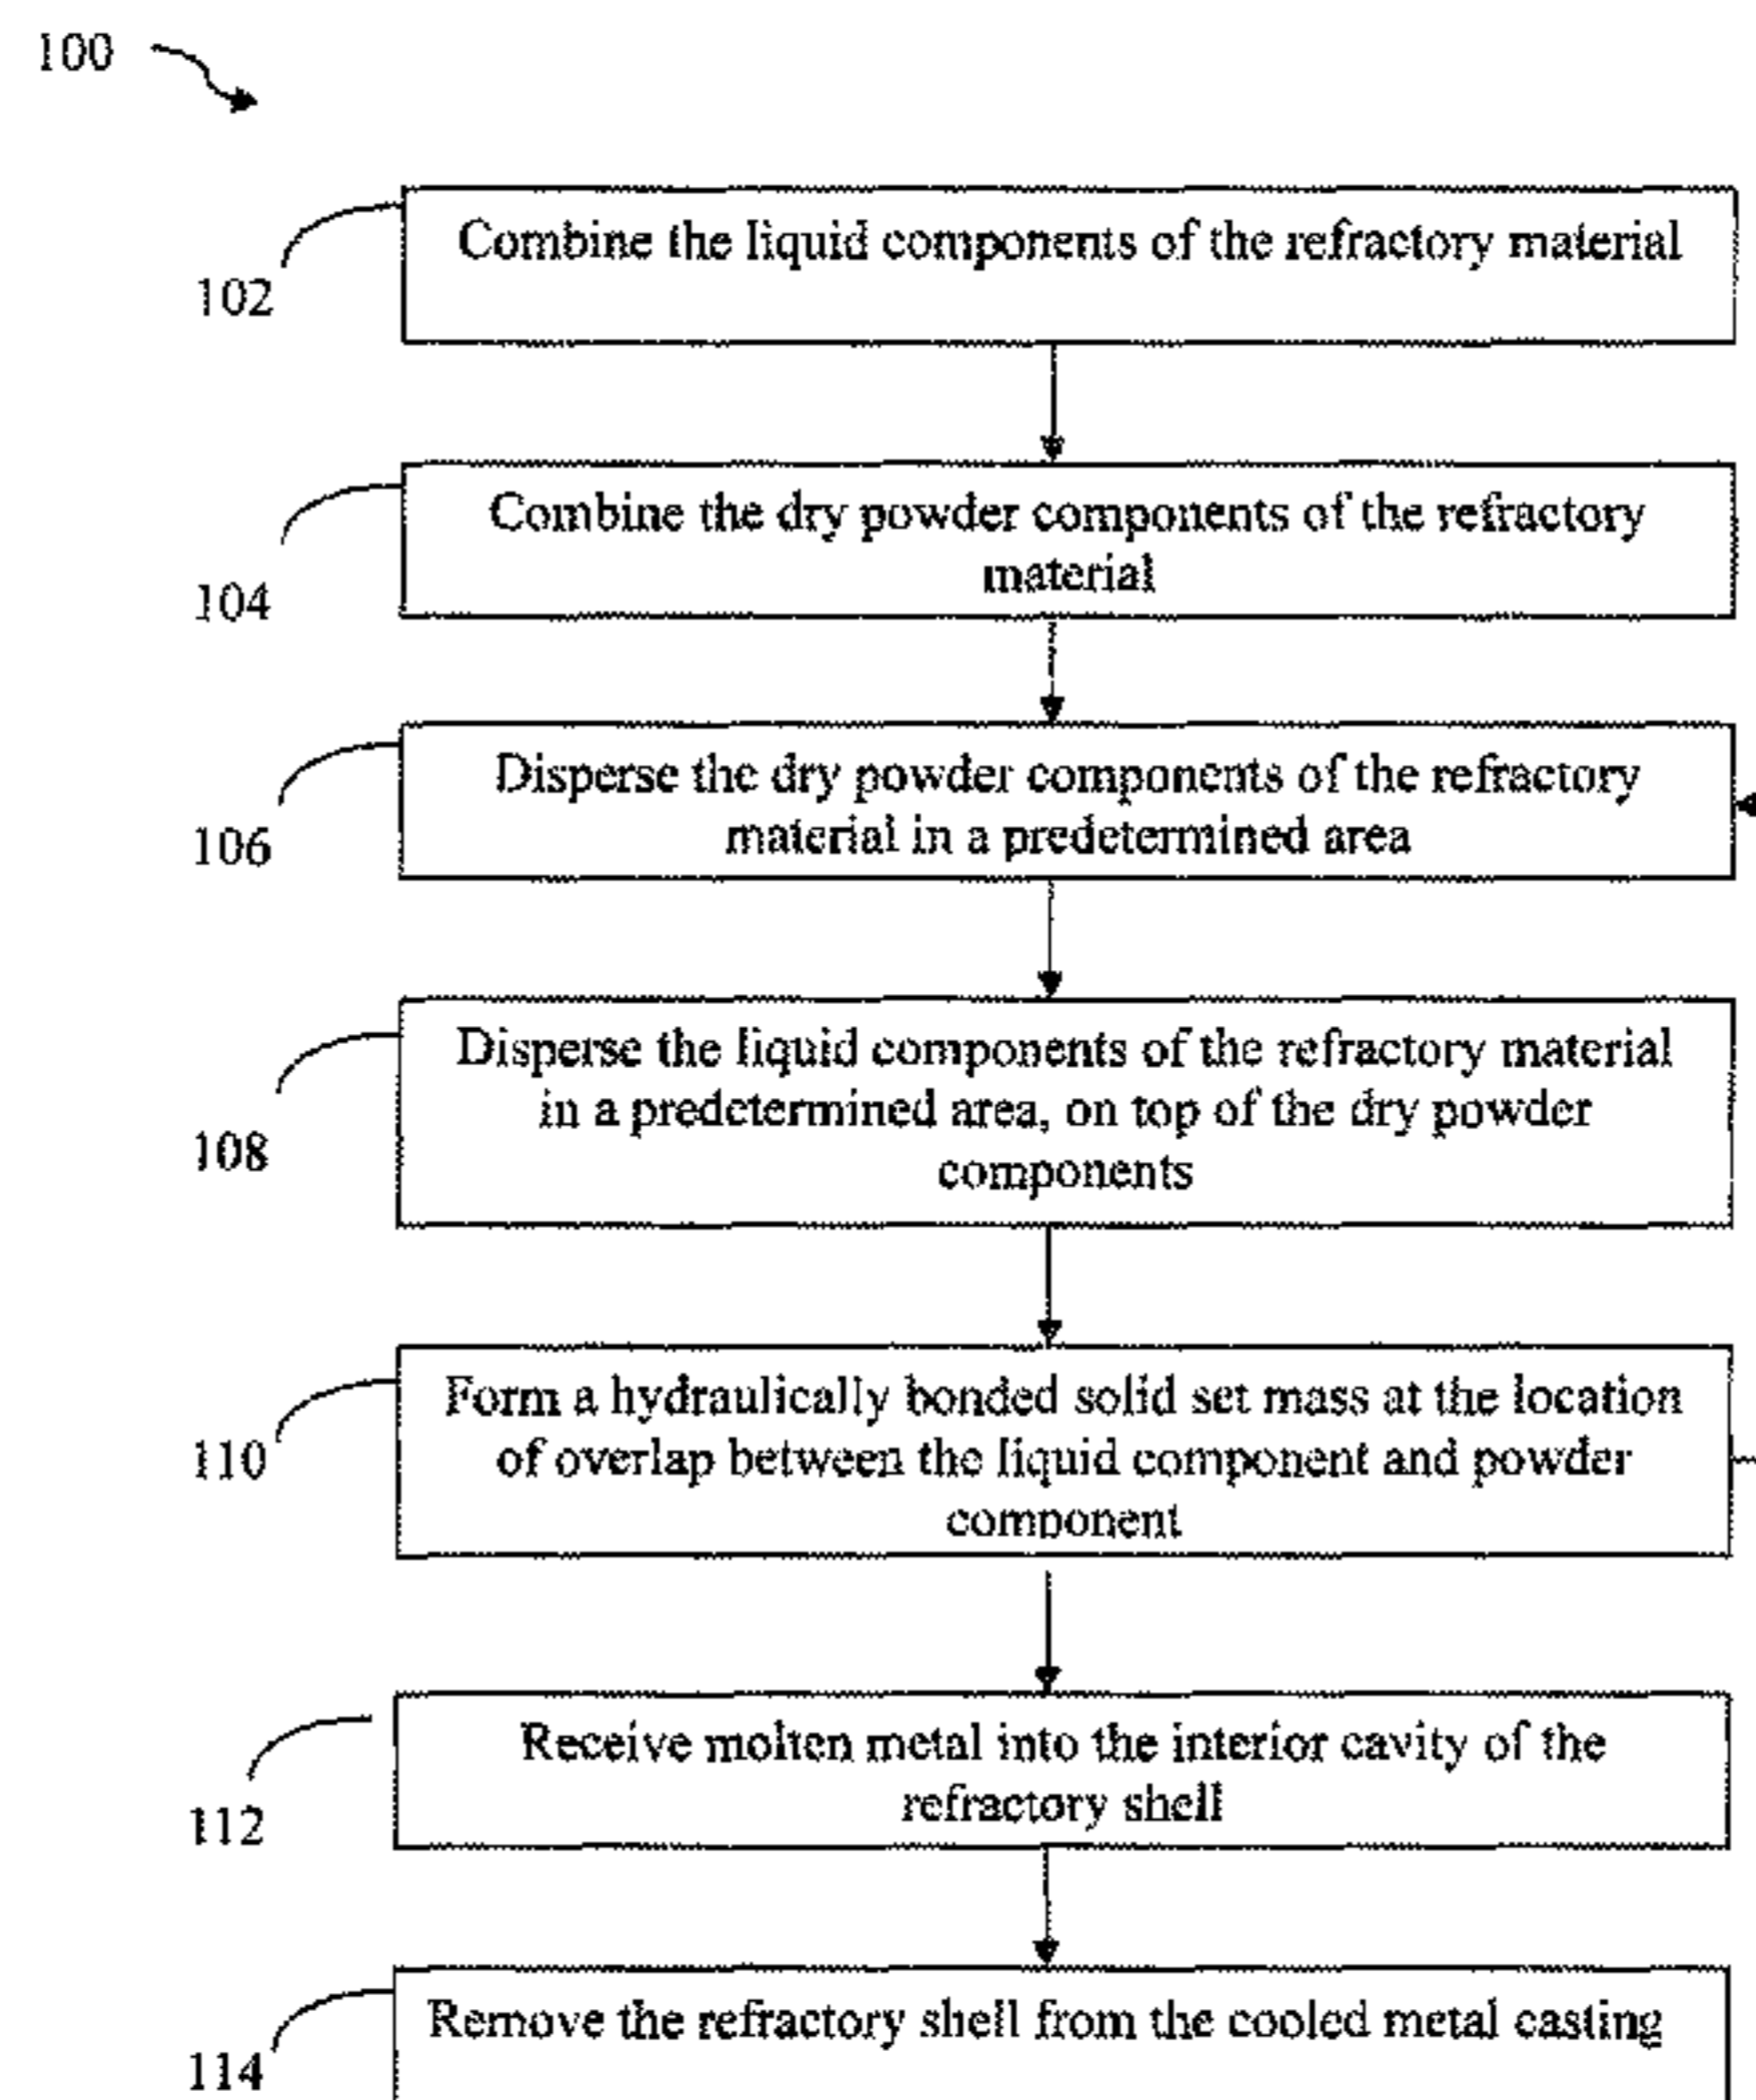 100
Combine the liquid components of the refractory material
102
Combine the dry powder components of the refractory
material
104
Disperse the dry powder components of the refractory
material in a predetermined area
106
Disperse the liquid components of the refractory material
in a predetermined area, on top of the dry powder
components
108
Form a hydraulically bonded solid set mass at the location
of overlap between the liquid component and powder
component
110
Receive molten metal into the interior cavity of the
refractory shell
112
Remove the refractory shell from the cooled metal casting
114